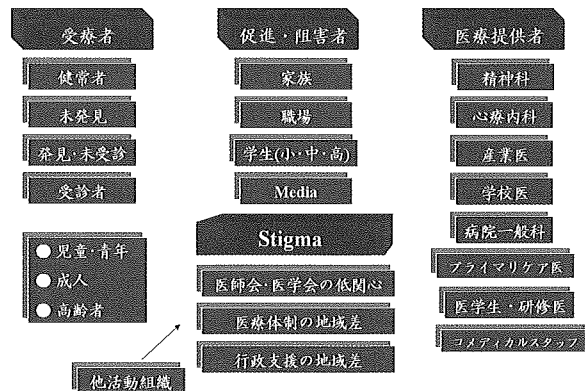 受療者
健常者
未発見
発見・未受診
受診者
● 児童・青年
● 成人
● 高齢者
他活動組織
促進・阻害者
家族
職場
学生(小・中・高)
Media
Stigma
医師会・医学会の低関心
医療体制の地域差
行政支援の地域差
医療提供者
精神科
心療内科
産業医
学校医
病院一般科
プライマリケア医
医学生・研修医
コメディカルスタッフ